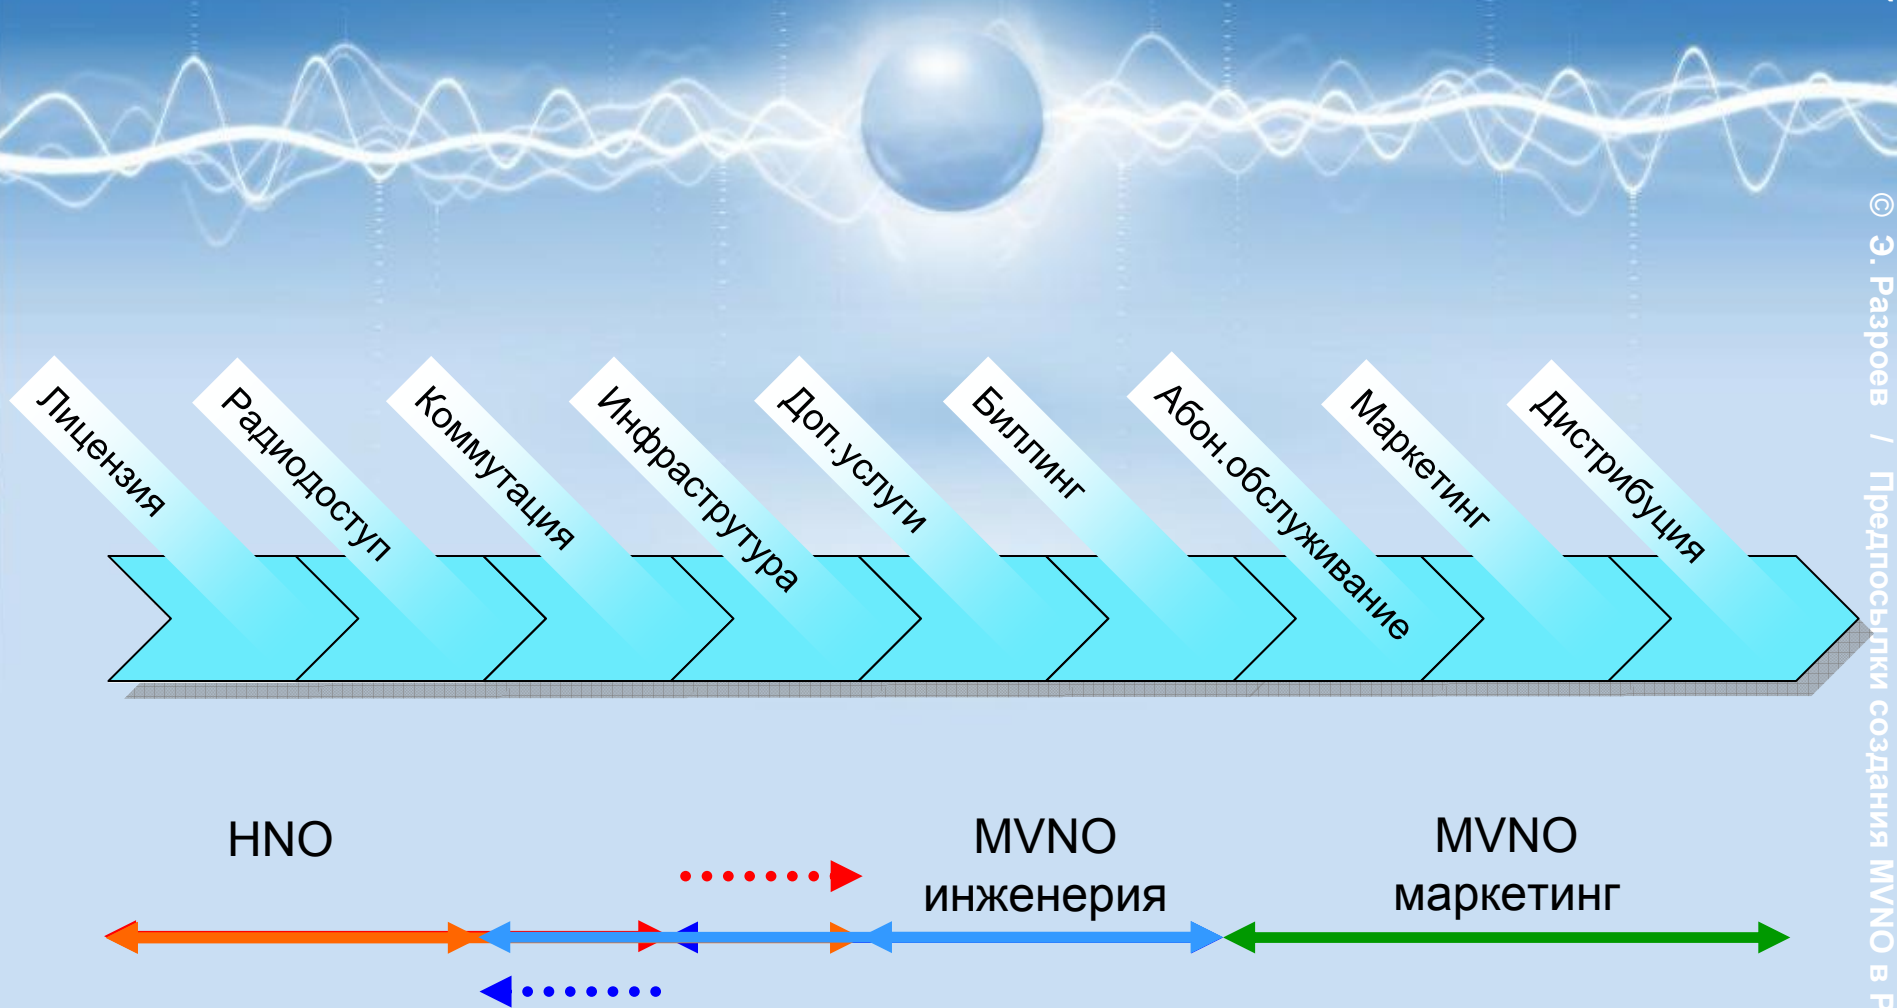 Лицензия
Радиодоступ
Коммутация
Инфраструтура
Доп.услуги
Биллинг
Абон.обслуживание
Маркетинг
Дистрибуция
HNO
MVNO
инженерия
MVNO
маркетинг
© Э. Разроев / Предпосылки создания MVNO в